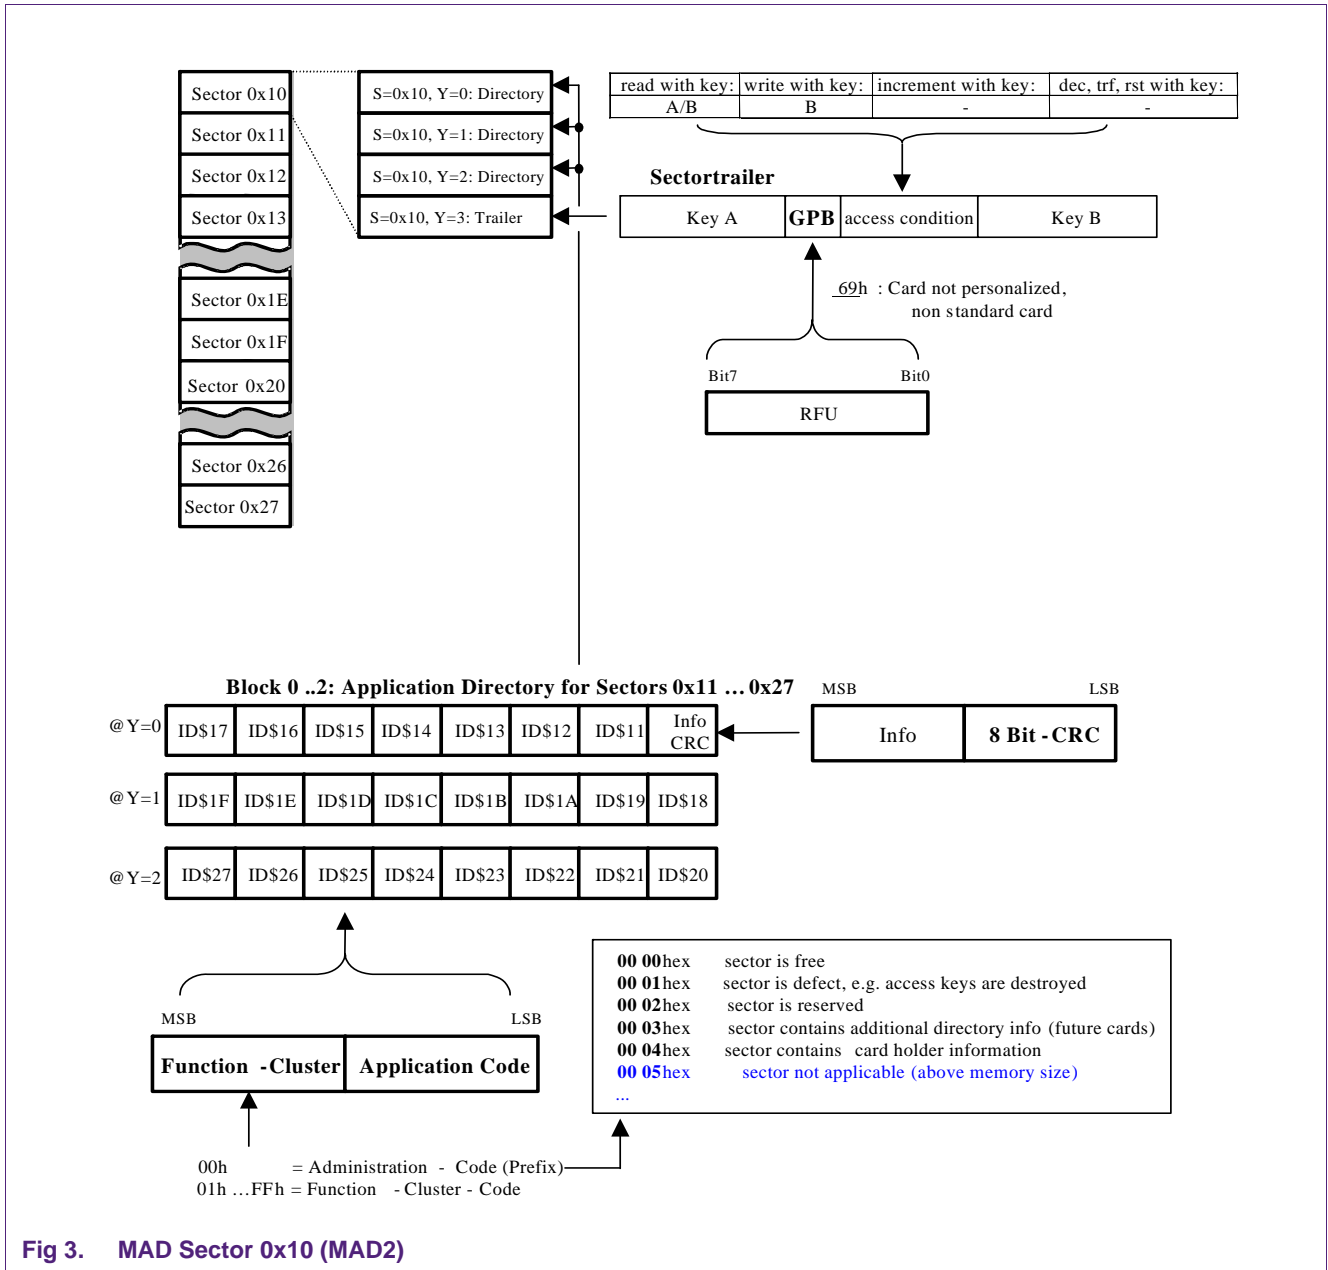 Sector 0x10
Sector 0x11
Sector 0x12
Sector 0x13
Sector 0x1E
Sector 0x1F
Sector 0x20
Sector 0x26
Sector 0x27
S=0x10, Y=0: Directory
S=0x10, Y=1: Directory
S=0x10, Y=2: Directory
S=0x10, Y=3: Trailer
read with key: write with key: increment with key: dec, trf, rst with key:
A/B B - -
Sectortrailer
Key A GPB access condition Key B
69h : Card not personalized,
non standard card
Bit7 Bit0
RFU
Block 0 ..2: Application Directory for Sectors 0x11 …0x27
@Y=0 ID$17 ID$16 ID$15 ID$14 ID$13 ID$12 ID$11 Info CRC
MSB LSB
Info 8 Bit - CRC
@Y=1 ID$1F ID$1E ID$1D ID$1C ID$1B ID$1A ID$19 ID$18
@Y=2 ID$27 ID$26 ID$25 ID$24 ID$23 ID$22 ID$21 ID$20
MSB LSB
Function -Cluster Application Code
00h = Administration - Code (Prefix)
01h …FFh = Function - Cluster - Code
00 00hex sector is free
00 01hex sector is defect, e.g. access keys are destroyed
00 02hex sector is reserved
00 03hex sector contains additional directory info (future cards)
00 04hex sector contains card holder information
00 05hex sector not applicable (above memory size)
...
Fig 3. MAD Sector 0x10 (MAD2)